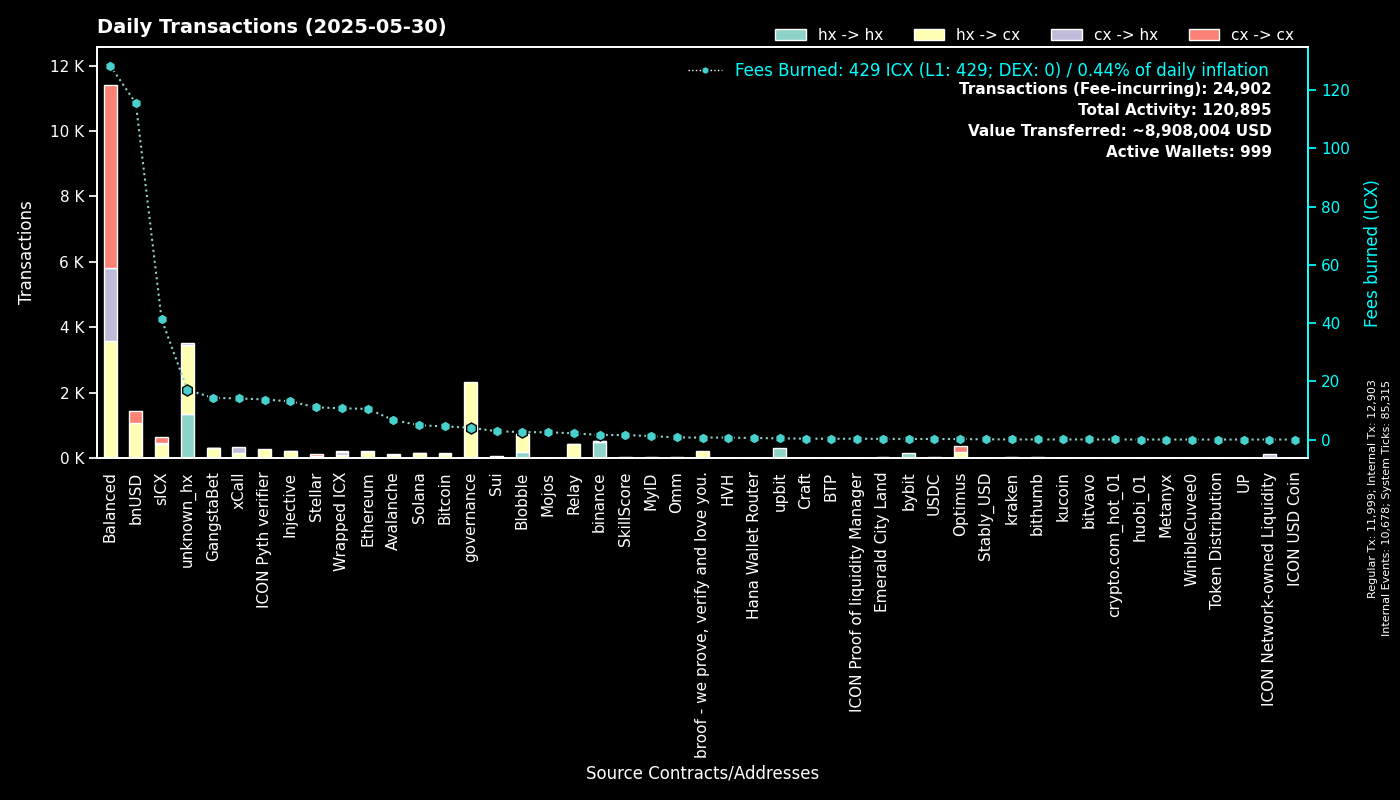 Daily Transactions (2025-05-30)
hx -> hx
hx -> cx
cx -> hx
cx -> cx
Fees Burned: 429 ICX (L1: 429; DEX: 0) / 0.44% of daily inflation
Transactions (Fee-incurring): 24,902
Total Activity: 120,895
Value Transferred: ~8,908,004 USD
Active Wallets: 999
Transactions
12 K
10 K
8 K
6 K
4 K
2 K
0 K
120
100
80
60
40
20
0
Fees burned (ICX)
Regular Tx: 11,999; Internal Tx: 12,903
Internal Events: 10,678; System Ticks: 85,315
Balanced
bnUSD
sICX
unknown_hx
GangstaBet
xCall
ICON Pyth verifier
Injective
Stellar
Wrapped ICX
Ethereum
Avalanche
Solana
Bitcoin
governance
Sui
Blobble
Mojos
Relay
binance
SkillScore
MyID
Omm
broof - we prove, verify and love you.
HVH
Hana Wallet Router
upbit
Craft
BTP
ICON Proof of liquidity Manager
Emerald City Land
bybit
USDC
Optimus
Stably_USD
kraken
bithumb
kucoin
bitvavo
crypto.com_hot_01
huobi_01
Metanyx
WinibleCuvee0
Token Distribution
UP
ICON Network-owned Liquidity
ICON USD Coin
Source Contracts/Addresses